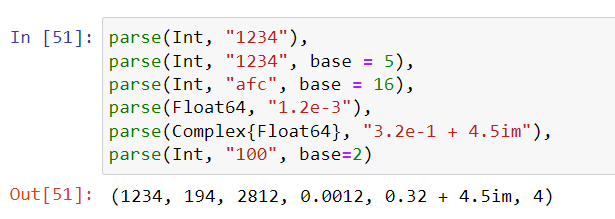 In [51]: parse(Int, "1234"),
parse(Int, "1234", base = 5),
parse(Int, "afc", base = 16),
parse(Float64, "1.2e-3"),
parse(Complex{Float64}, "3.2e-1 + 4.5im"),
parse(Int, "100", base=2)
Out[51]: (1234, 194, 2812, 0.0012, 0.32 + 4.5im, 4)